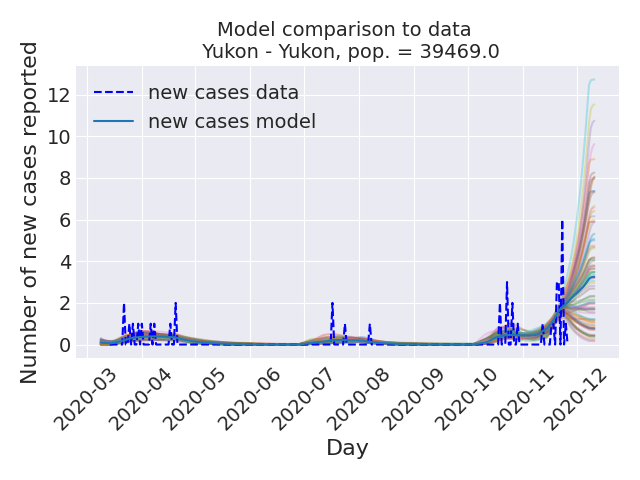 Model comparison to data
Yukon - Yukon, pop. = 39469.0
Number of new cases reported
12
10
8
6
4
2
0
new cases data
new cases model
2020-03
2020-04
2020-05
2020-06
2020-07
2020-08
2020-09
2020-10
2020-11
2020-12
Day